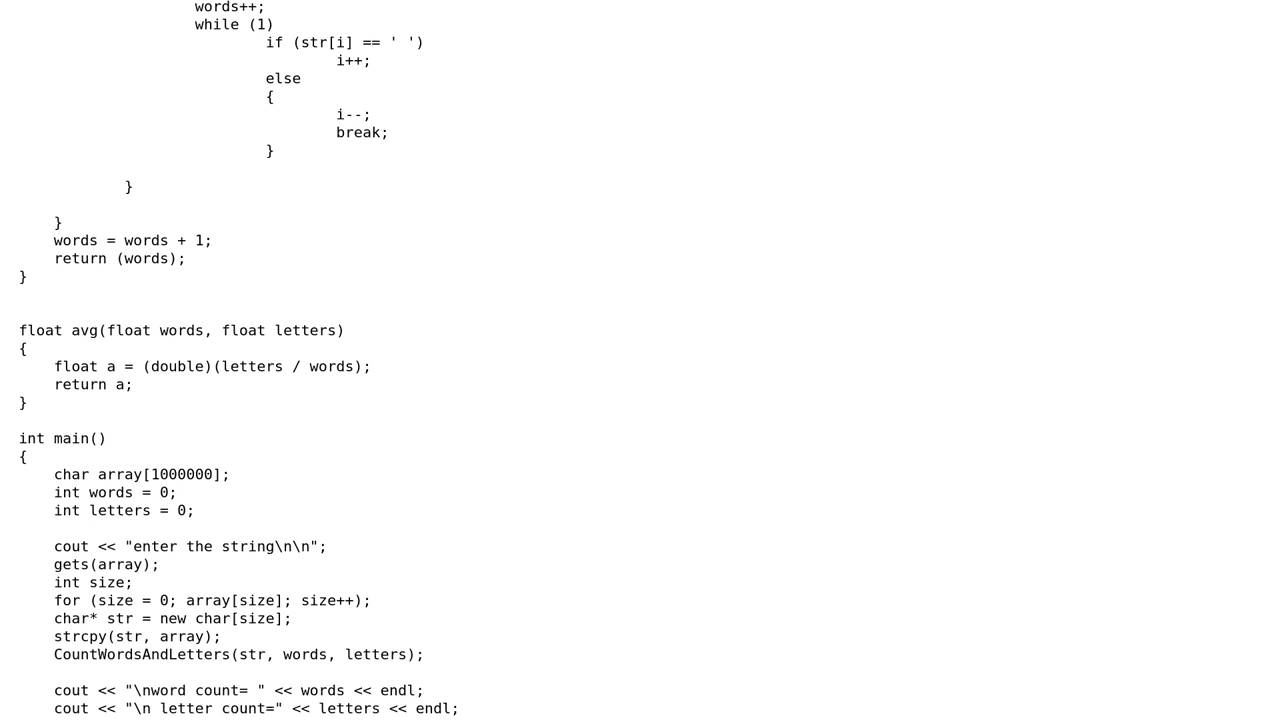 words++;
while (1)
if (str[i] == ' ')
i++;
else
{
i--;
break;
}
}
}
words = words + 1;
return (words);
}
float avg(float words, float letters)
{
float a = (double)(letters / words);
return a;
}
int main()
{
char array[1000000];
int words = 0;
int letters = 0;
cout << "enter the string\n\n";
gets(array);
int size;
for (size = 0; array[size]; size++);
char* str = new char[size];
strcpy(str, array);
CountWordsAndLetters(str, words, letters);
cout << "\nword count= " << words << endl;
cout << "\n letter count=" << letters << endl;